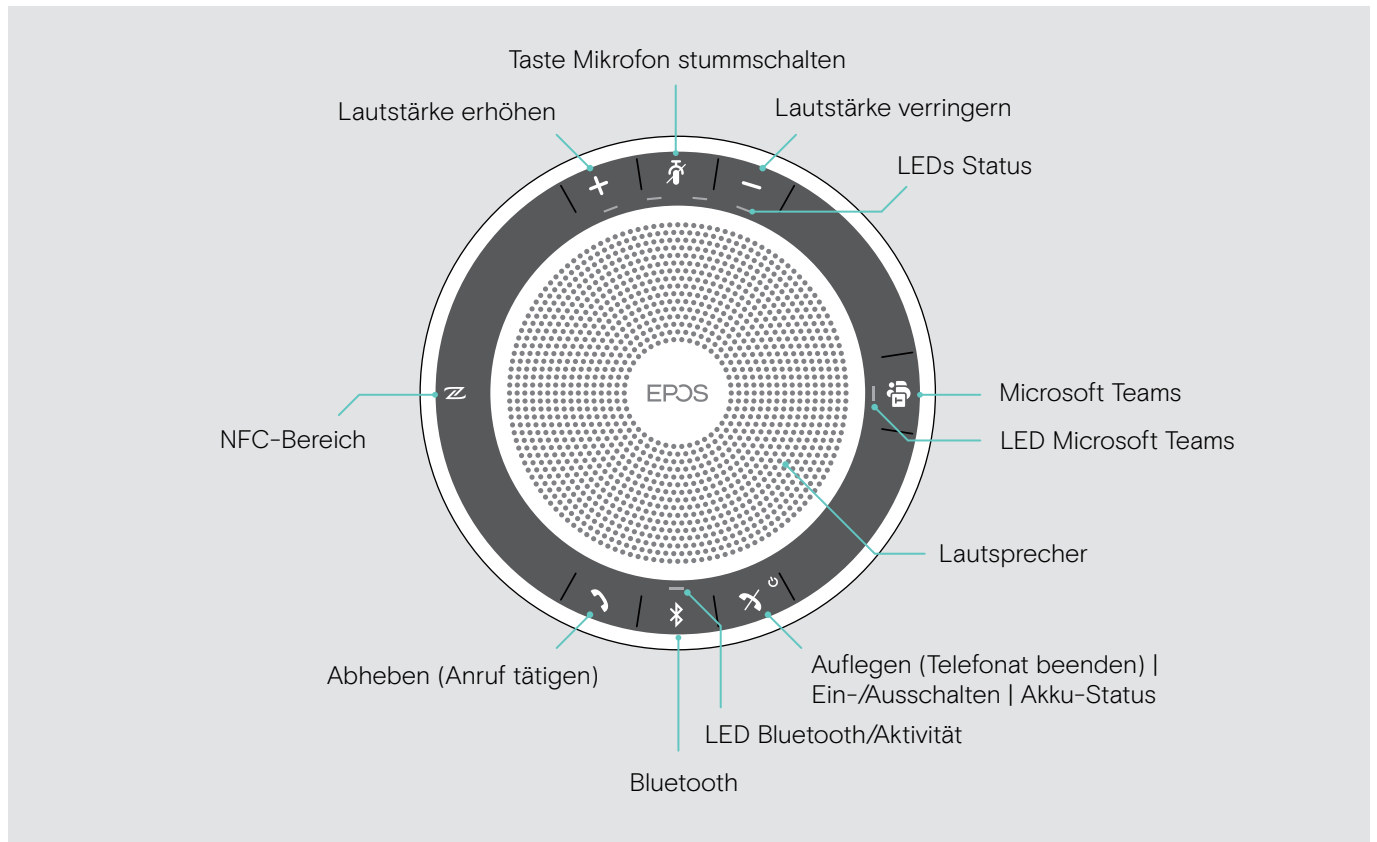 Taste Mikrofon stummschalten
Lautstärke erhöhen
Lautstärke verringern
LEDs Status
EPOS
Microsoft Teams
NFC-Bereich
LED Microsoft Teams
Lautsprecher
Abheben (Anruf tätigen)
Auflegen (Telefonat beenden) |
Ein-/Ausschalten | Akku-Status
LED Bluetooth/Aktivität
Bluetooth